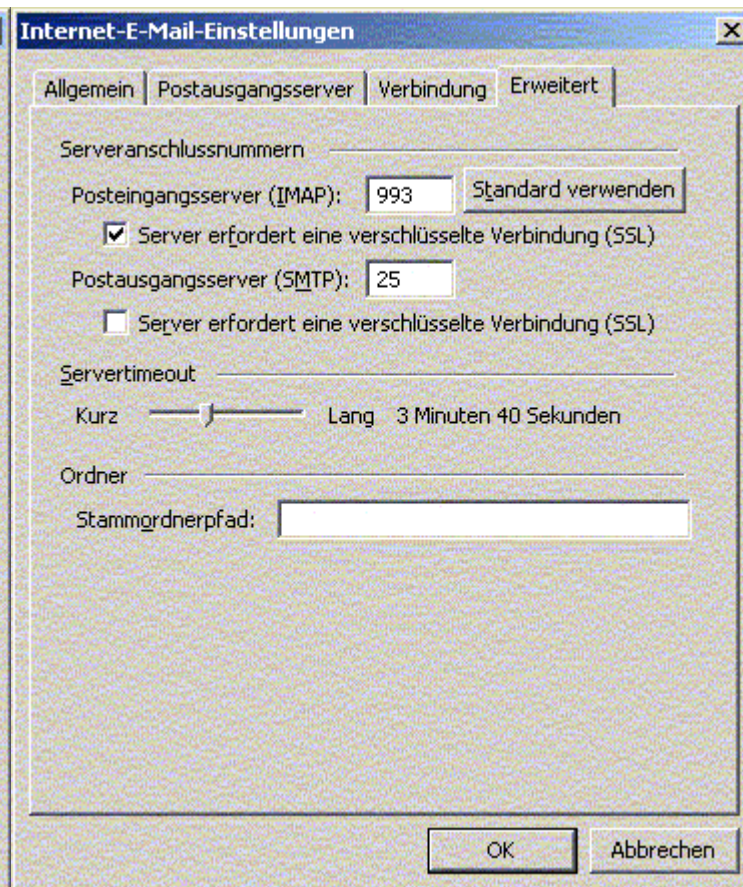 Internet-E-Mail-Einstellungen
Allgemein Postausgangsserver Verbindung Erweitert
Serveranschlussnummern
Posteingangsserver (IMAP): 993 Standard verwenden
Server erfordert eine verschlüsselte Verbindung (SSL)
Postausgangsserver (SMTP): 25
Server erfordert eine verschlüsselte Verbindung (SSL)
Servertimeout
Kurz Lang 3 Minuten 40 Sekunden
Ordner
Stammordnerpfad:
OK Abbrechen